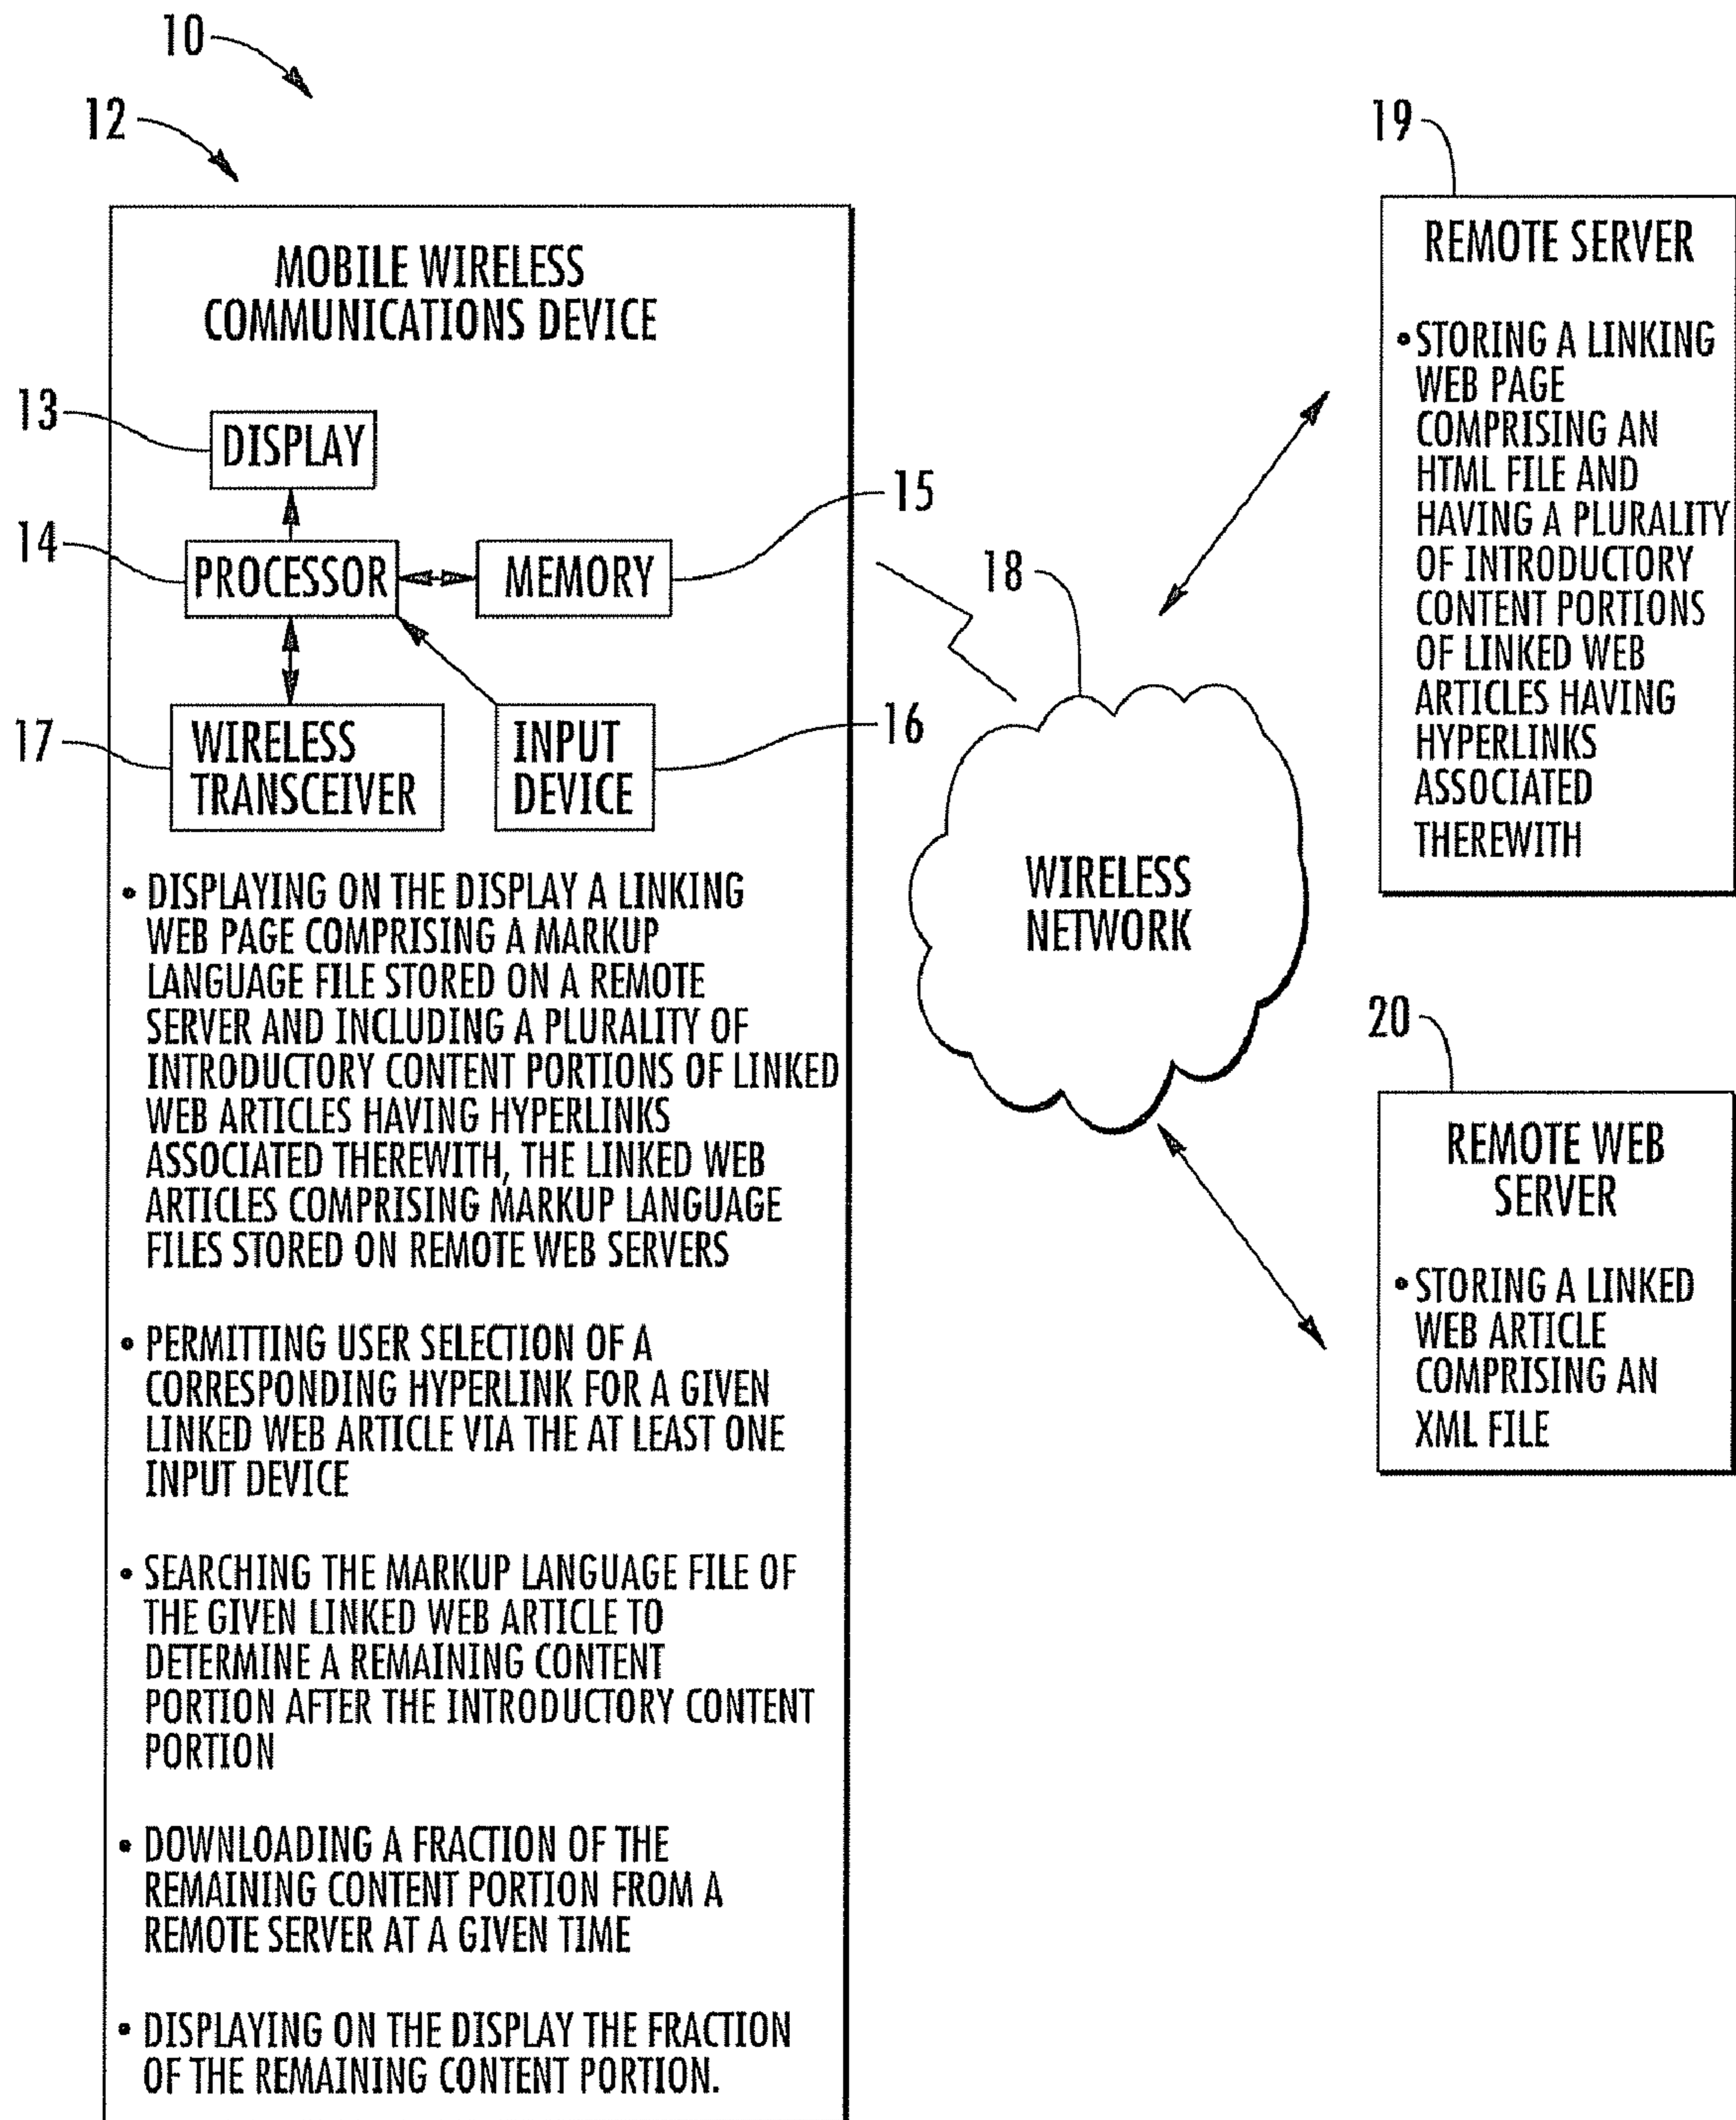 10
12
MOBILE WIRELESS
COMMUNICATIONS DEVICE
13
DISPLAY
14
PROCESSOR
MEMORY
15
17
WIRELESS
TRANSCEIVER
INPUT
DEVICE
16
• DISPLAYING ON THE DISPLAY A LINKING
WEB PAGE COMPRISING A MARKUP
LANGUAGE FILE STORED ON A REMOTE
SERVER AND INCLUDING A PLURALITY OF
INTRODUCTORY CONTENT PORTIONS OF LINKED
WEB ARTICLES HAVING HYPERLINKS
ASSOCIATED THEREWITH, THE LINKED WEB
ARTICLES COMPRISING MARKUP LANGUAGE
FILES STORED ON REMOTE WEB SERVERS
• PERMITTING USER SELECTION OF A
CORRESPONDING HYPERLINK FOR A GIVEN
LINKED WEB ARTICLE VIA THE AT LEAST ONE
INPUT DEVICE
• SEARCHING THE MARKUP LANGUAGE FILE OF
THE GIVEN LINKED WEB ARTICLE TO
DETERMINE A REMAINING CONTENT
PORTION AFTER THE INTRODUCTORY CONTENT
PORTION
• DOWNLOADING A FRACTION OF THE
REMAINING CONTENT PORTION FROM A
REMOTE SERVER AT A GIVEN TIME
• DISPLAYING ON THE DISPLAY THE FRACTION
OF THE REMAINING CONTENT PORTION.
18
WIRELESS
NETWORK
19
REMOTE SERVER
• STORING A LINKING
WEB PAGE
COMPRISING AN
HTML FILE AND
HAVING A PLURALITY
OF INTRODUCTORY
CONTENT PORTIONS
OF LINKED WEB
ARTICLES HAVING
HYPERLINKS
ASSOCIATED
THEREWITH
20
REMOTE WEB
SERVER
• STORING A LINKED
WEB ARTICLE
COMPRISING AN
XML FILE